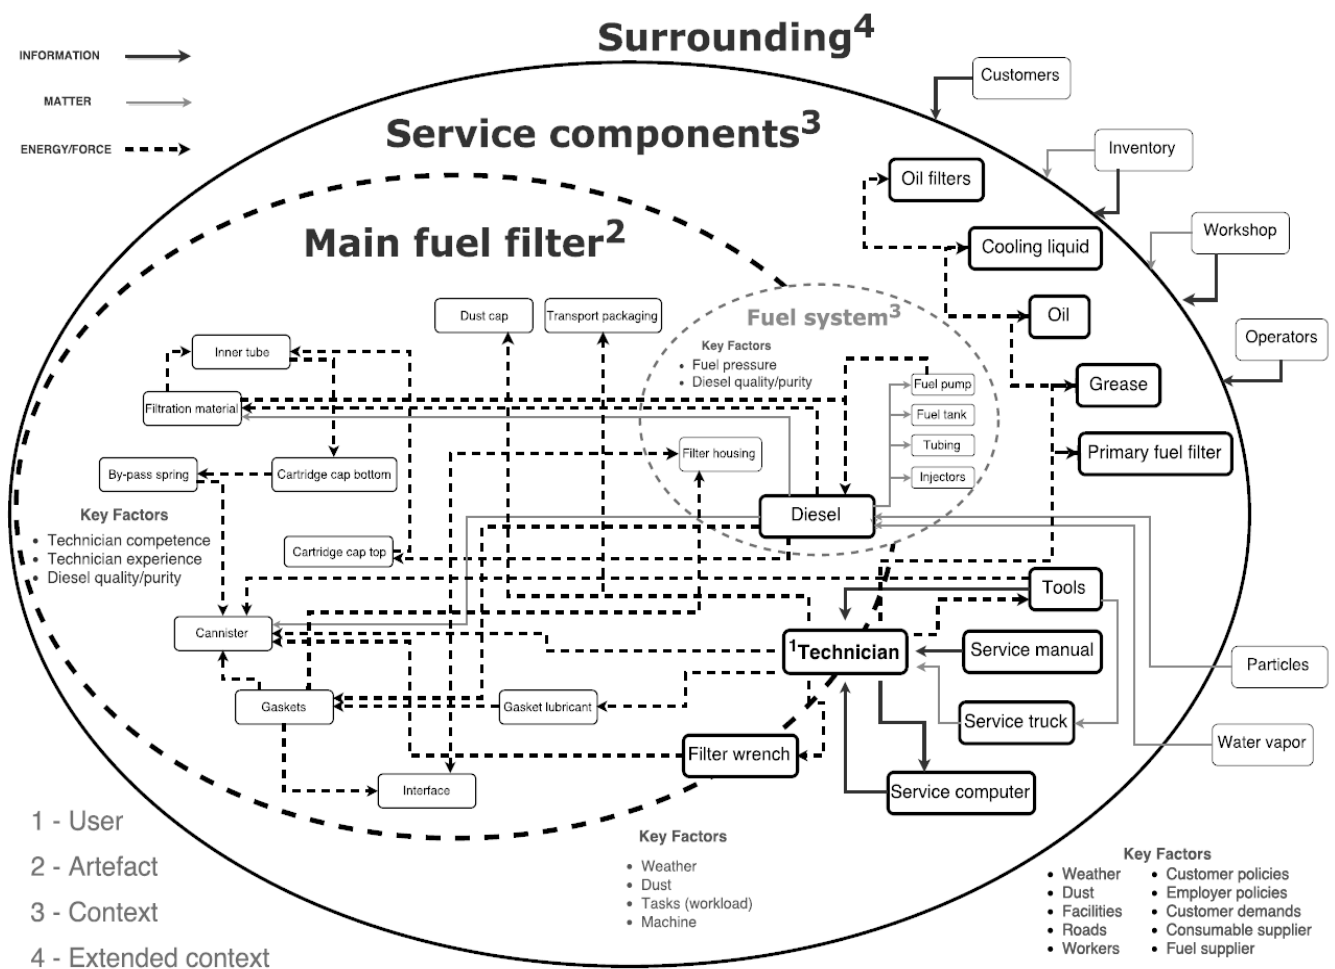 Surrounding4
INFORMATION
MATTER
ENERGY/FORCE
Customers
Service components3
Inventory
Oil filters
Workshop
Cooling liquid
Main fuel filter2
Dust cap
Transport packaging
Fuel system3
Oil
Operators
Key Factors
• Fuel pressure
• Diesel quality/purity
Inner tube
Fuel pump
Grease
Filtration material
Fuel tank
Tubing
Filter housing
Primary fuel filter
By-pass spring
Cartridge cap bottom
Injectors
Diesel
Key Factors
• Technician competence
• Technician experience
• Diesel quality/purity
Cartridge cap top
Tools
Cannister
1Technician
Service manual
Particles
Gaskets
Gasket lubricant
Service truck
Water vapor
Filter wrench
Interface
Service computer
1 - User
2 - Artefact
3 - Context
4 - Extended context
Key Factors
• Weather
• Dust
• Tasks (workload)
• Machine
Key Factors
• Weather
• Dust
• Facilities
• Roads
• Workers
• Customer policies
• Employer policies
• Customer demands
• Consumable supplier
• Fuel supplier